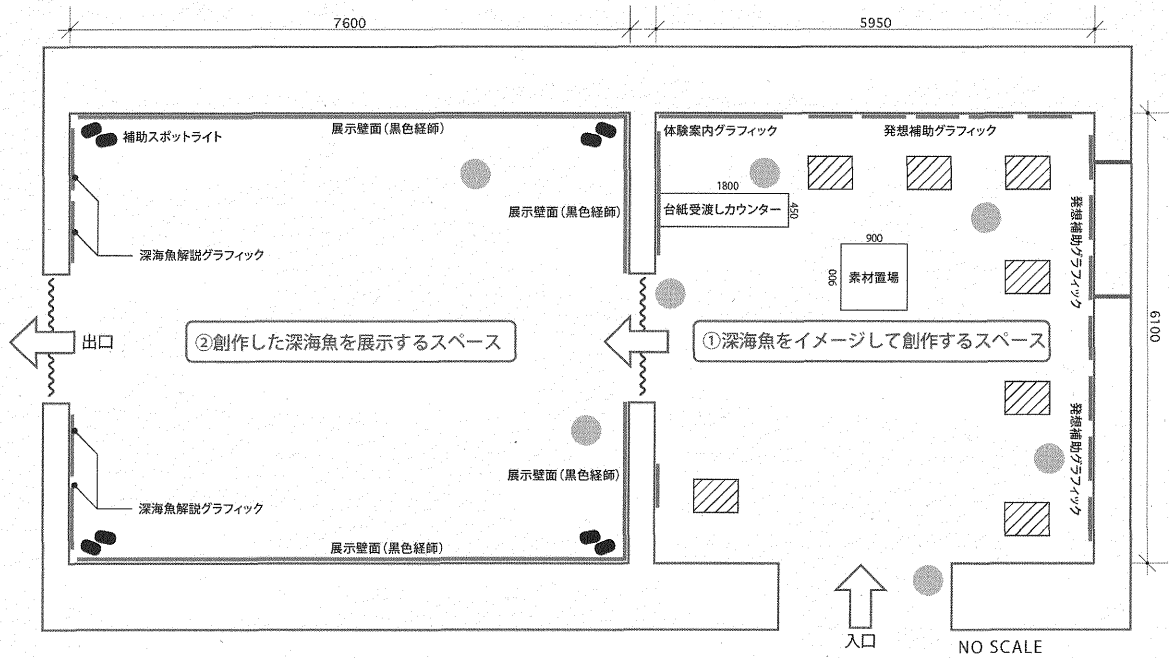 7600
5950
補助スポットライト
展示壁面(黒色経師)
体験案内グラフィック
発想補助グラフィック
1800
台紙受渡しカウンター
450
展示壁面(黒色経師)
発想補助グラフィック
深海魚解説グラフィック
900
900
素材置場
6100
出口
②創作した深海魚を展示するスペース
①深海魚をイメージして創作するスペース
発想補助グラフィック
展示壁面(黒色経師)
深海魚解説グラフィック
展示壁面(黒色経師)
入口
NO SCALE